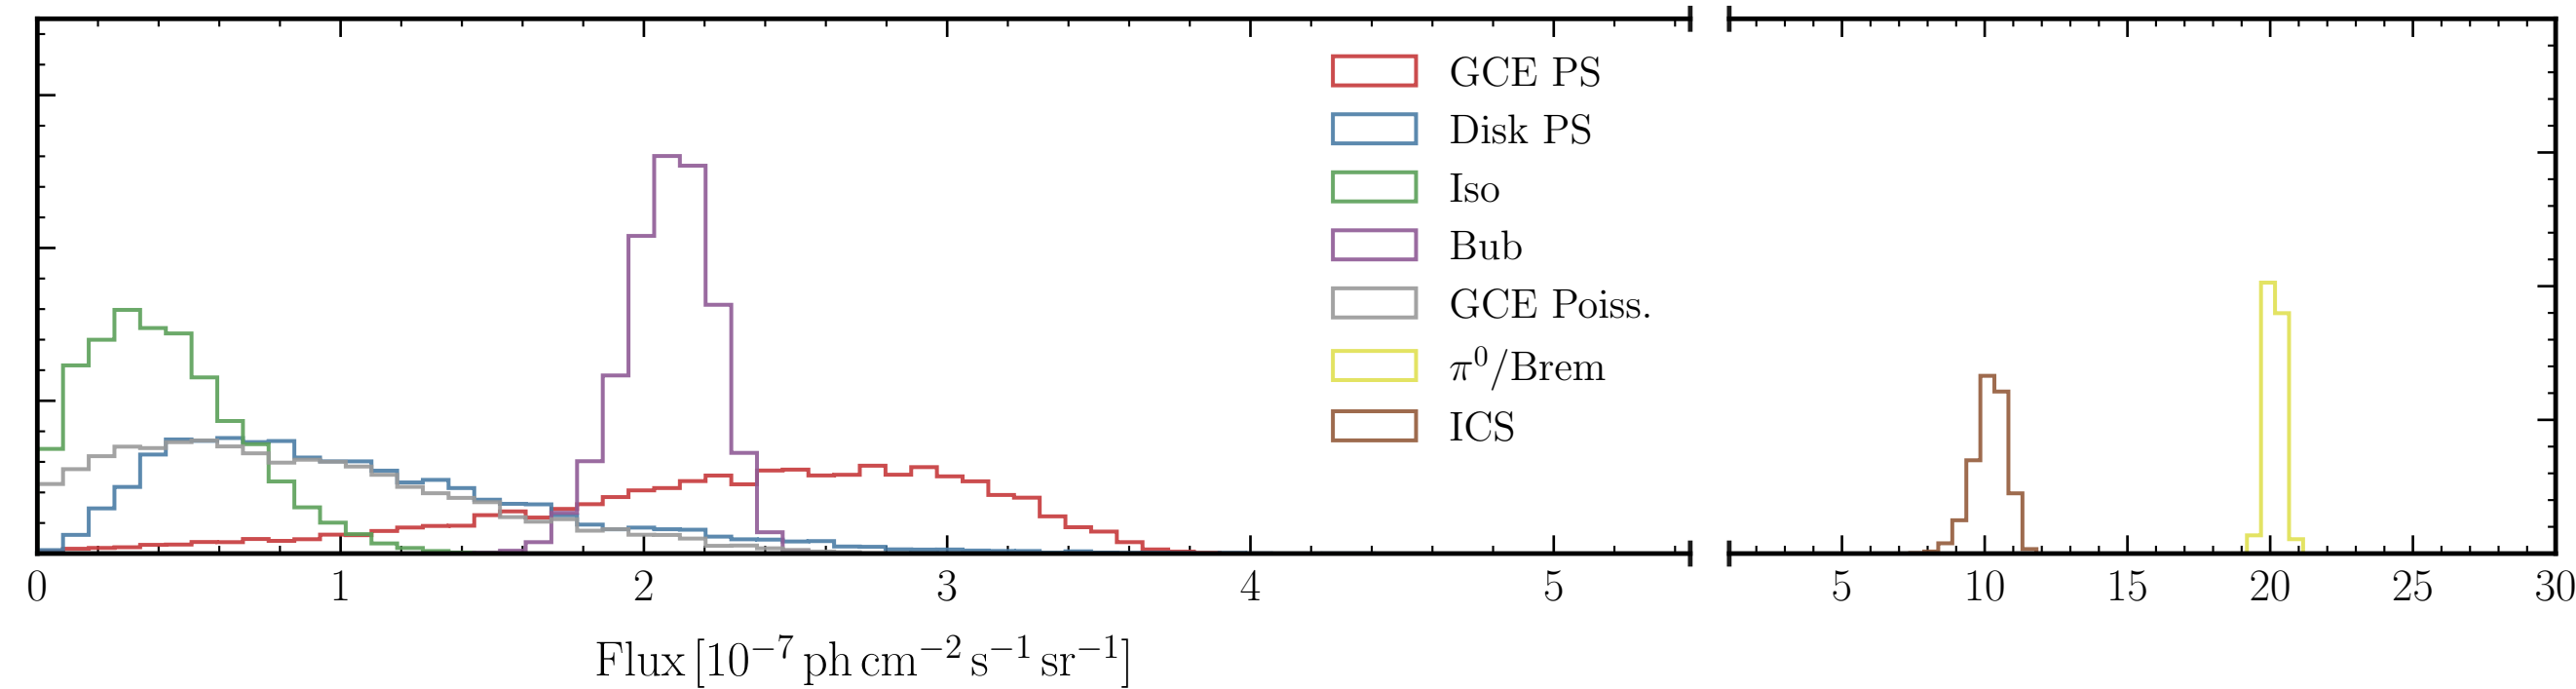 GCE PS
Disk PS
Iso
Bub
GCE Poiss.
π⁰/Brem
ICS
0 1 2 3 4 5 5 10 15 20 25 30
Flux [10⁻⁷ ph cm⁻² s⁻¹ sr⁻¹]